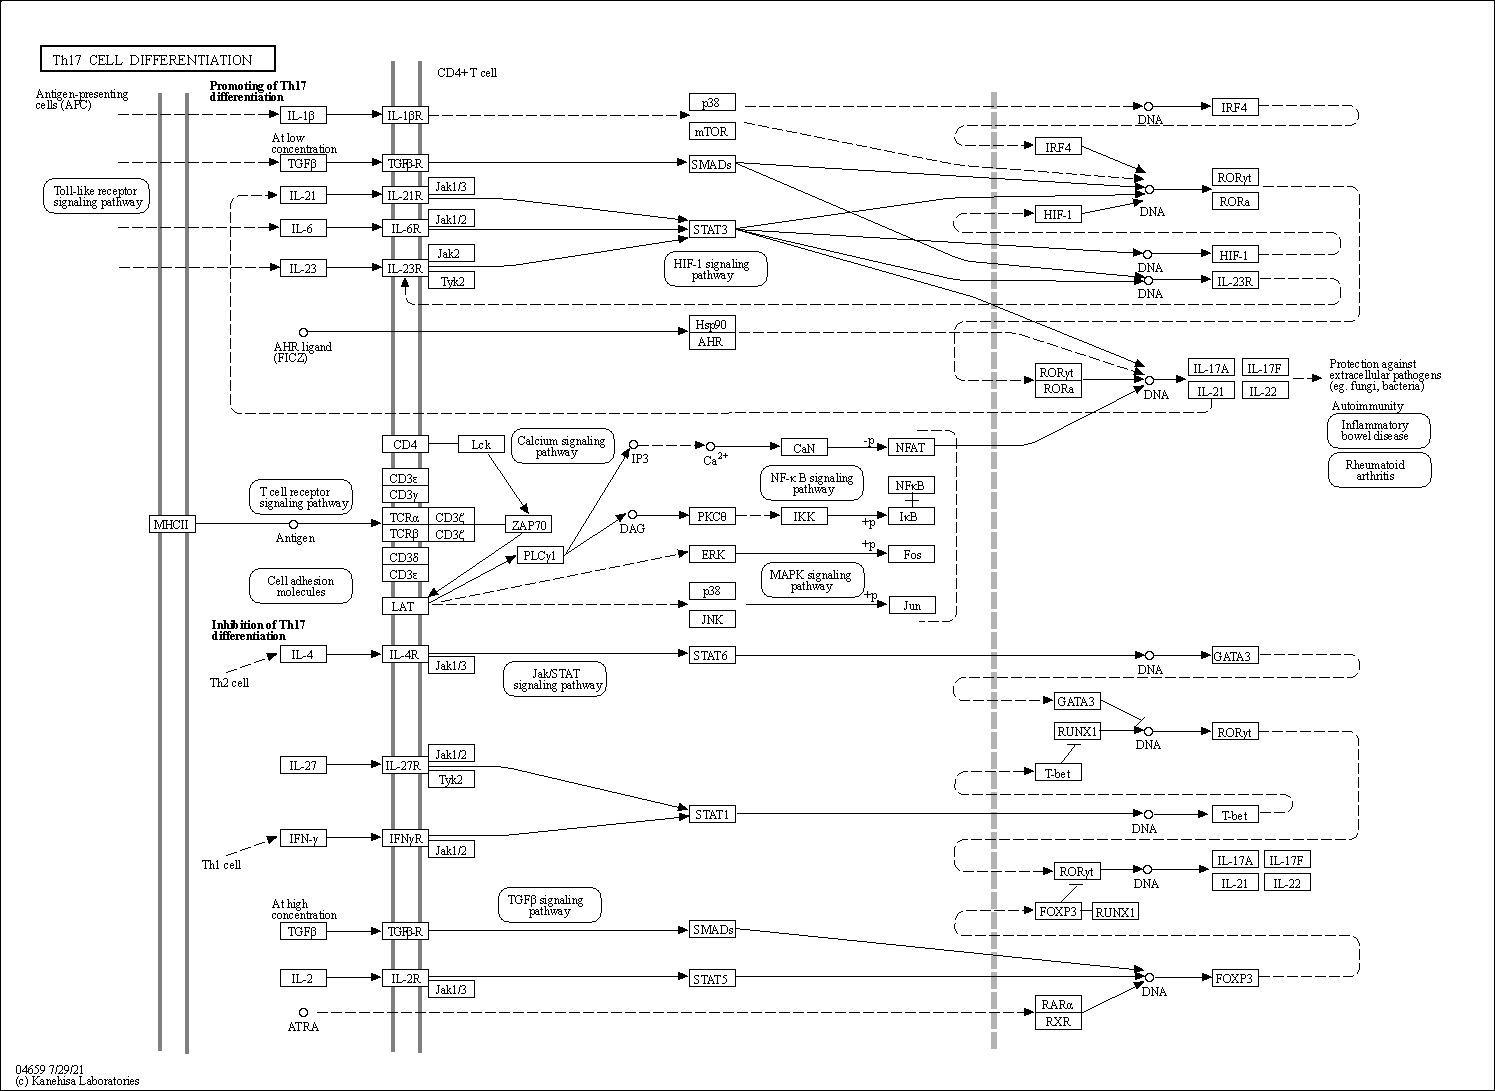 Th17 CELL DIFFERENTIATION
CD4+ T cell
Antigen-presenting
cells (APC)
Promoting of Th17
differentiation
IL-1β
IL-1βR
p38
mTOR
DNA
IRF4
At low
concentration
TGFβ
TGFβ-R
SMADs
IRF4
Toll-like receptor
signaling pathway
IL-21
IL-21R
Jak1/3
RORγt
RORa
HIF-1
DNA
IL-6
IL-6R
Jak1/2
STAT3
IL-23
IL-23R
Jak2
Tyk2
HIF-1 signaling
pathway
DNA
HIF-1
DNA
IL-23R
AHR ligand
(FICZ)
Hsp90
AHR
RORγt
RORa
DNA
IL-17A
IL-17F
IL-21
IL-22
Protection against
extracellular pathogens
(eg. fungi, bacteria)
Autoimmunity
Inflammatory
bowel disease
Rheumatoid
arthritis
CD4
Lck
Calcium signaling
pathway
IP3
Ca2+
CaN
-p
NFAT
CD3ε
CD3γ
T cell receptor
signaling pathway
NF-κB signaling
pathway
NFκB
IκB
MHCII
Antigen
TCRα
CD3ζ
TCRβ
CD3ζ
ZAP70
DAG
PKCθ
IKK
+p
CD3δ
CD3ε
PLCγ1
ERK
+p
Fos
Cell adhesion
molecules
LAT
p38
JNK
MAPK signaling
pathway
+p
Jun
Inhibition of Th17
differentiation
IL-4
IL-4R
Jak1/3
STAT6
DNA
GATA3
Th2 cell
Jak/STAT
signaling pathway
GATA3
RUNX1
DNA
RORγt
T-bet
IL-27
IL-27R
Jak1/2
Tyk2
STAT1
DNA
T-bet
IFN-γ
IFNγR
Jak1/2
Th1 cell
RORγt
DNA
IL-17A
IL-17F
IL-21
IL-22
TGFβ signaling
pathway
FOXP3
RUNX1
At high
concentration
TGFβ
TGFβ-R
SMADs
IL-2
IL-2R
Jak1/3
STAT5
DNA
FOXP3
ATRA
RARα
RXR
04659 7/29/21
(c) Kanehisa Laboratories